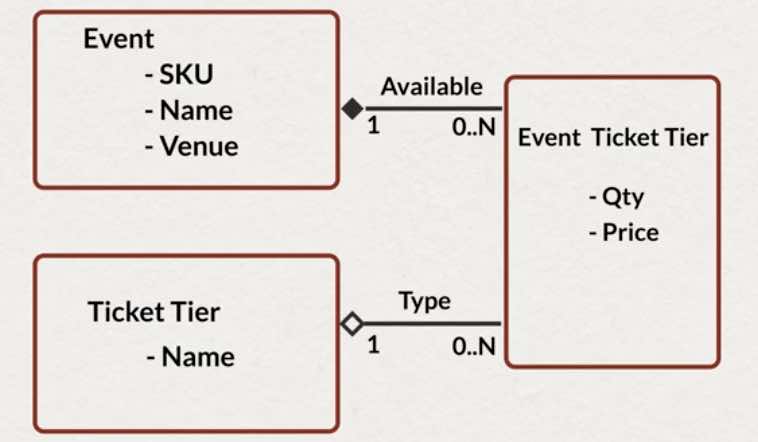 Event
- SKU
- Name
- Venue
Available
1
0..N
Event Ticket Tier
- Qty
- Price
Ticket Tier
- Name
Type
1
0..N